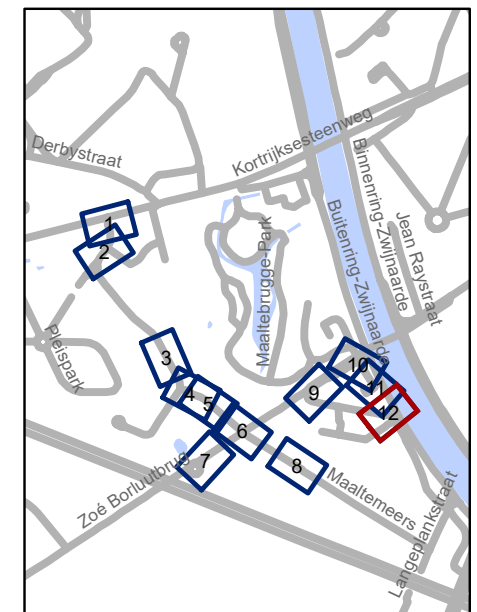 Derbystraat
Kortrijksesteenweg
Binnenring-Zwijnaarde
Jean Raystraat
Buitenring-Zwijnaarde
Maaltebrugge-Park
1
2
Pleispark
3
4
5
6
7
8
9
10
11
12
Zoé Borluutbrug
Maaltemeers
Langeplankstraat